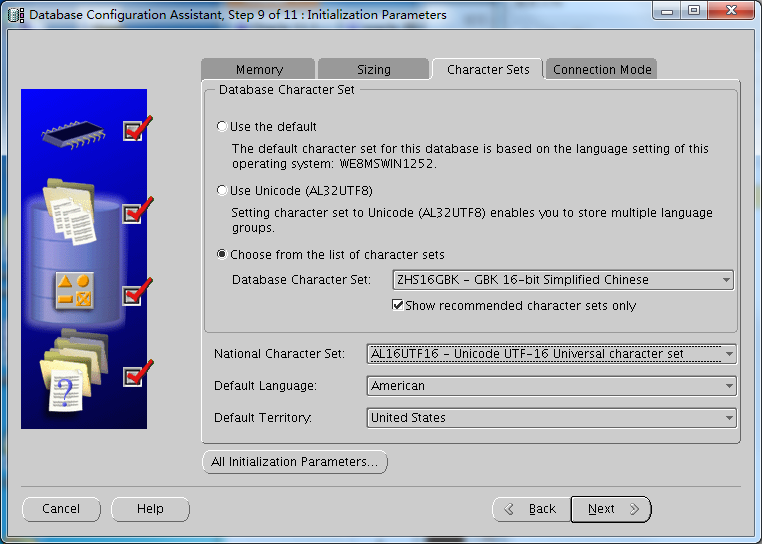 Database Configuration Assistant, Step 9 of 11 : Initialization Parameters
Memory
Sizing
Character Sets
Connection Mode
Database Character Set
Use the default
The default character set for this database is based on the language setting of this
operating system: WE8MSWIN1252.
Use Unicode (AL32UTF8)
Setting character set to Unicode (AL32UTF8) enables you to store multiple language
groups.
Choose from the list of character sets
Database Character Set: ZHS16GBK - GBK 16-bit Simplified Chinese
Show recommended character sets only
National Character Set: AL16UTF16 - Unicode UTF-16 Universal character set
Default Language: American
Default Territory: United States
All Initialization Parameters...
Cancel
Help
Back
Next